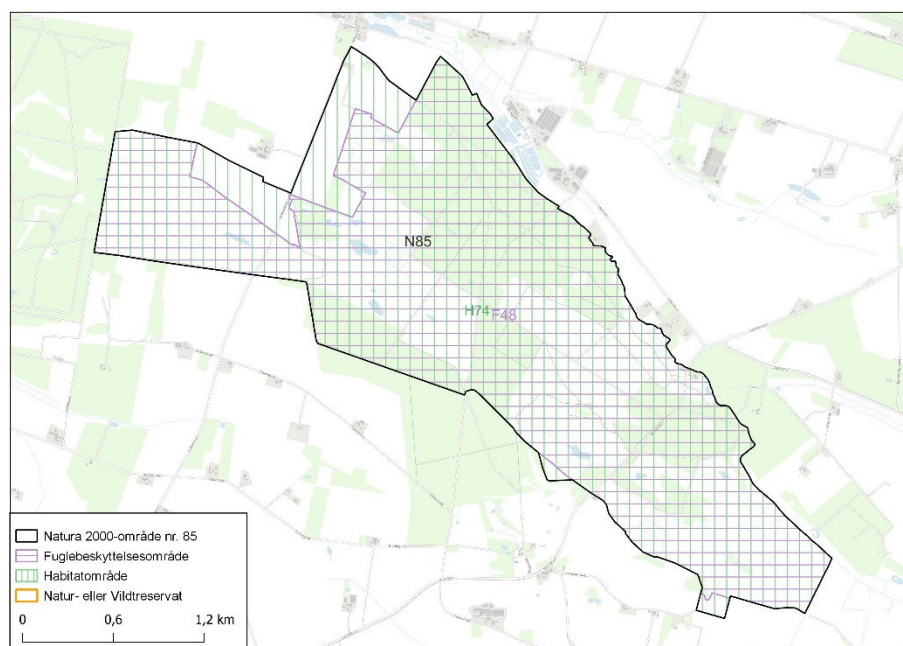 N85
H74
F48
Natura 2000-område nr. 85
Fuglebeskyttelsesområde
Habitatområde
Natur- eller Vildtreservat
0 0,6 1,2 km